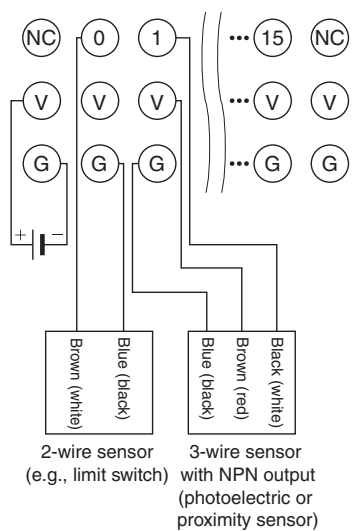 NC 0 1 ••• 15 NC
V V V ••• V V
G G G ••• G G
+ −
Brown (white)
Blue (black)
Blue (black)
Brown (red)
Black (white)
2-wire sensor
(e.g., limit switch)
3-wire sensor
with NPN output
(photoelectric or
proximity sensor)